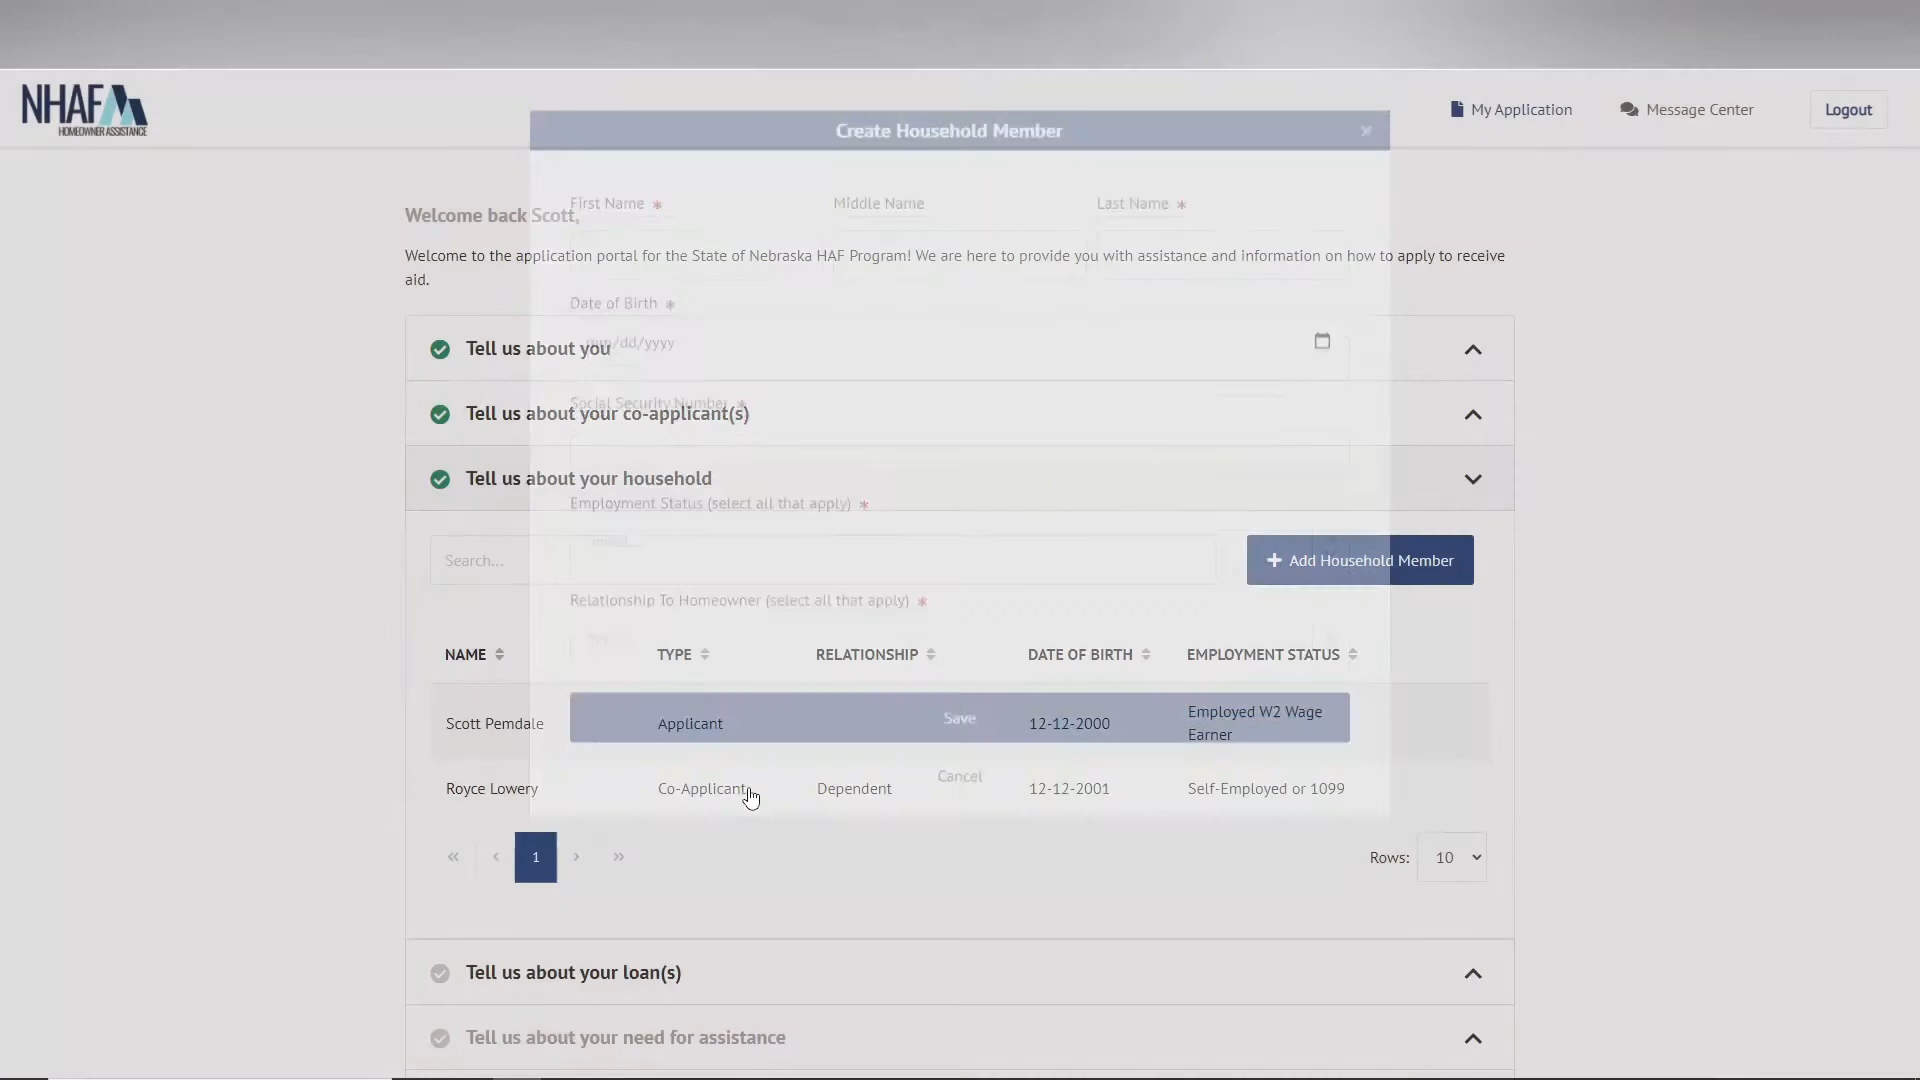 NHAF
HOMEOWNER ASSISTANCE
My Application
Message Center
Logout
Create Household Member
×
First Name *
Middle Name
Last Name *
Welcome back Scott,
Welcome to the application portal for the State of Nebraska HAF Program! We are here to provide you with assistance and information on how to apply to receive
aid.
Date of Birth *
mm/dd/yyyy
Tell us about you
Social Security Number *
Tell us about your co-applicant(s)
Tell us about your household
Employment Status (select all that apply) *
Search...
+ Add Household Member
Relationship To Homeowner (select all that apply) *
NAME
TYPE
RELATIONSHIP
DATE OF BIRTH
EMPLOYMENT STATUS
Scott Pemdale
Applicant
Save
12-12-2000
Employed W2 Wage
Earner
Cancel
Royce Lowery
Co-Applicant
Dependent
12-12-2001
Self-Employed or 1099
« ‹ 1 › »
Rows: 10
Tell us about your loan(s)
Tell us about your need for assistance